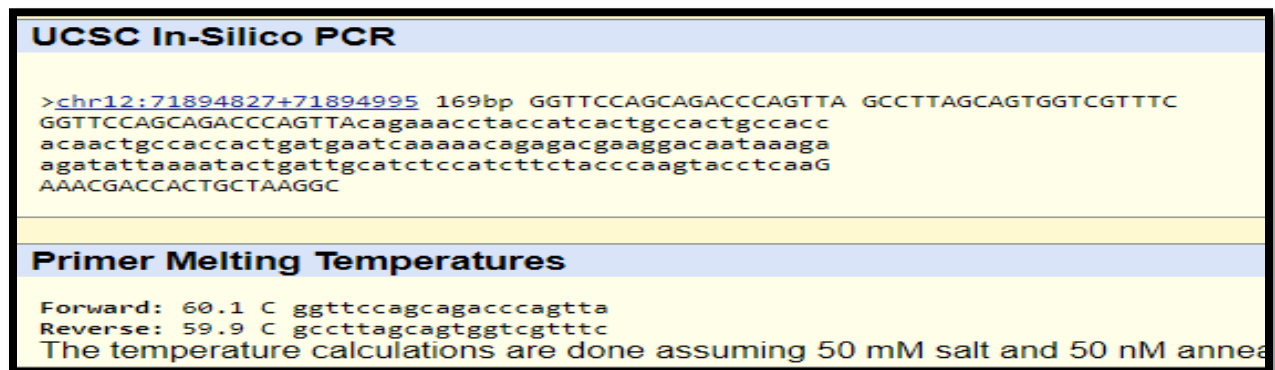 UCSC In-Silico PCR
>chr12:71894827+71894995 169bp GGTTCCAGCAGACCCAGTTA GCCTTAGCAGTGGTCGTTTC
GGTTCCAGCAGACCCAGTTAcagaaacctaccatcactgccactgccacc
acaactgccaccactgatgaatcaaaaacagagacgaaggacaataaaga
agatattaaaatactgattgcatctccatcttctacccaagtacctcaaG
AAACGACCACTGCTAAGGC
Primer Melting Temperatures
Forward: 60.1 C ggttccagcagacccagtta
Reverse: 59.9 C gccttagcagtggtcgtttc
The temperature calculations are done assuming 50 mM salt and 50 nM annea